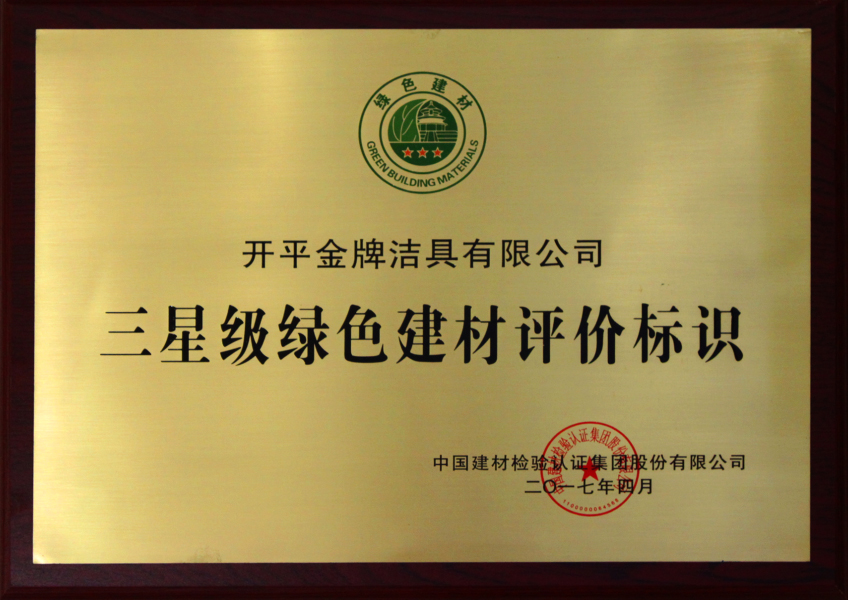 绿色建材
GREEN BUILDING MATERIALS
开平金牌洁具有限公司
三星级绿色建材评价标识
中国建材检验认证集团股份有限公司
二〇一七年四月